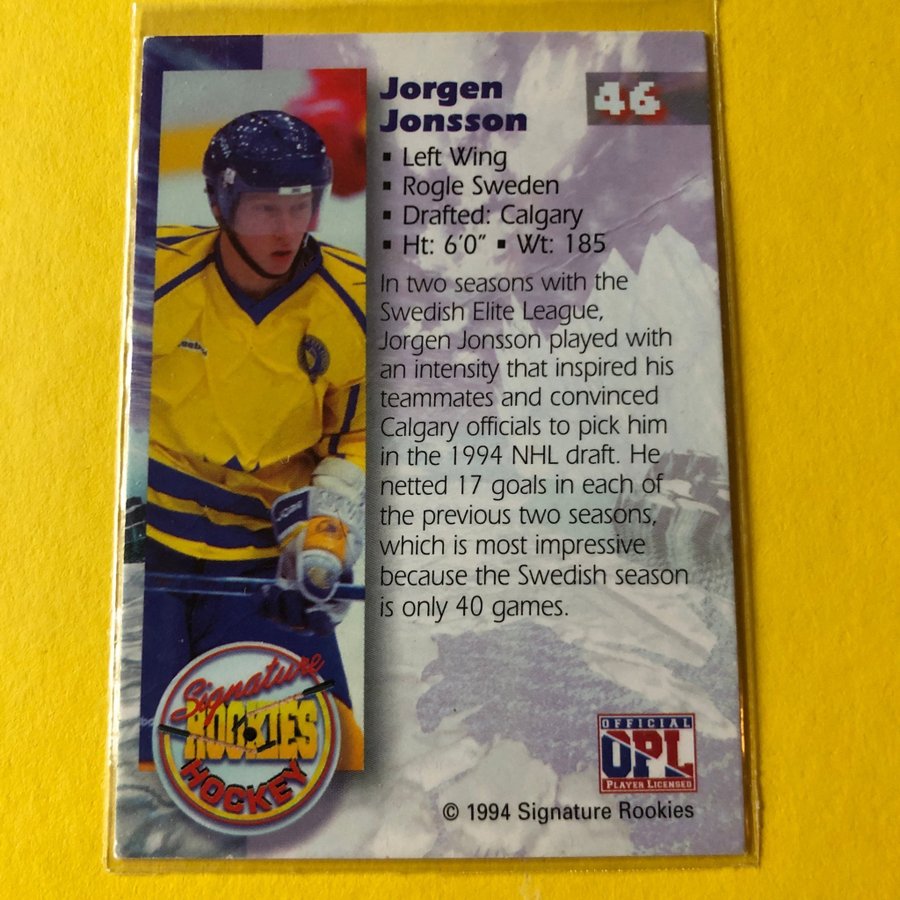 Jorgen
Jonsson
46
▪ Left Wing
▪ Rogle Sweden
▪ Drafted: Calgary
▪ Ht: 6'0" ▪ Wt: 185
In two seasons with the
Swedish Elite League,
Jorgen Jonsson played with
an intensity that inspired his
teammates and convinced
Calgary officials to pick him
in the 1994 NHL draft. He
netted 17 goals in each of
the previous two seasons,
which is most impressive
because the Swedish season
is only 40 games.
Signature
ROOKIES
HOCKEY
OFFICIAL
OPL
PLAYER LICENSED
© 1994 Signature Rookies